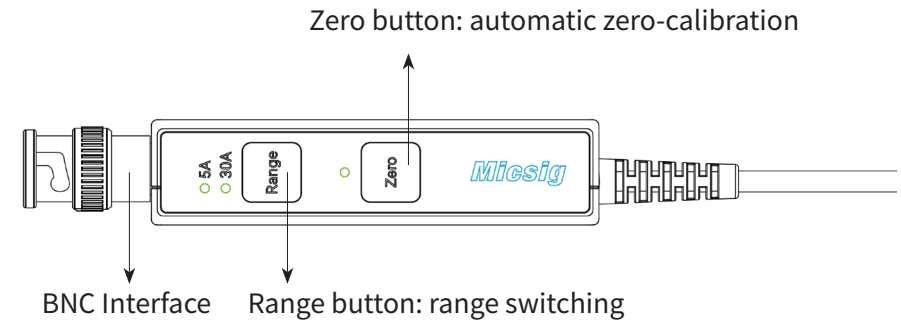 Zero button: automatic zero-calibration
5A
30A
Range
Zero
Micsig
BNC Interface
Range button: range switching